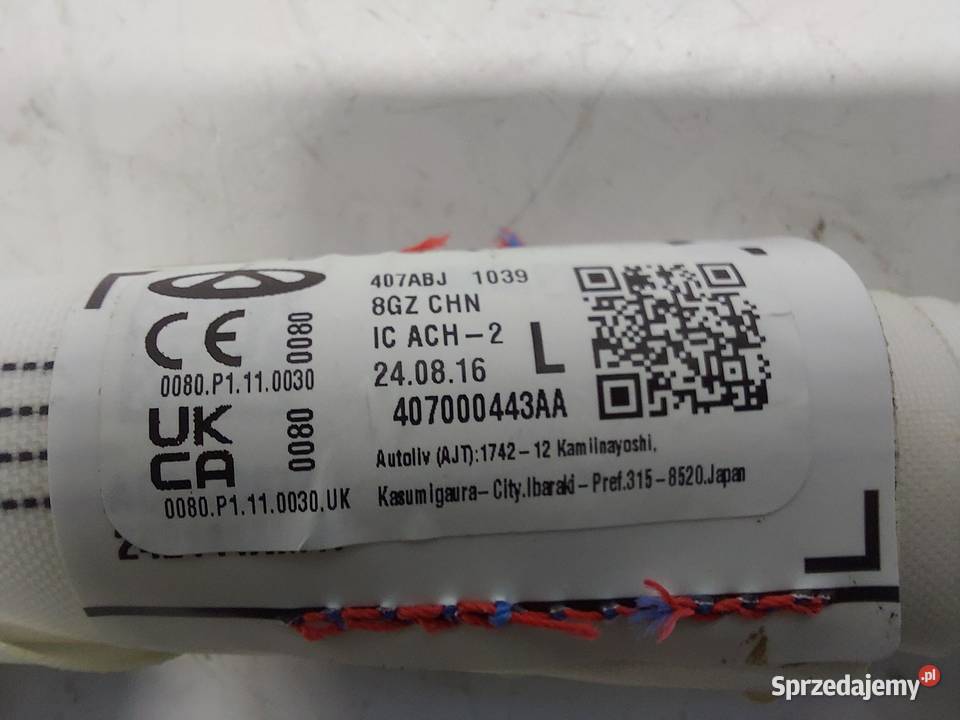 407ABJ 1039
8GZ CHN
IC ACH-2
L
24.08.16
407000443AA
CE
0080
0080.P1.11.0030
UK
CA
0080
0080.P1.11.0030.UK
Autoliv (AJT):1742-12 Kamiinayoshi,
Kasumigaura-City.Ibaraki-Pref.315-8520.Japan
L
Sprzedajemy.pl